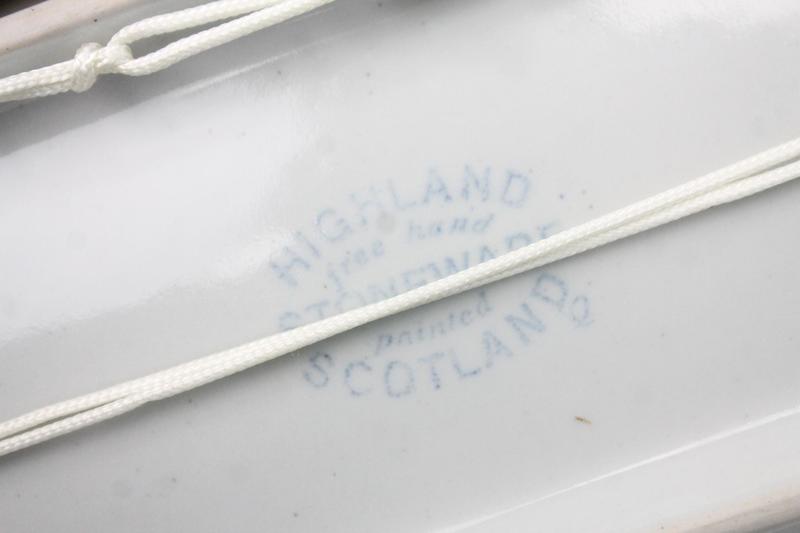 HIGHLAND
free hand
STONEWARE
painted
SCOTLAND
Q